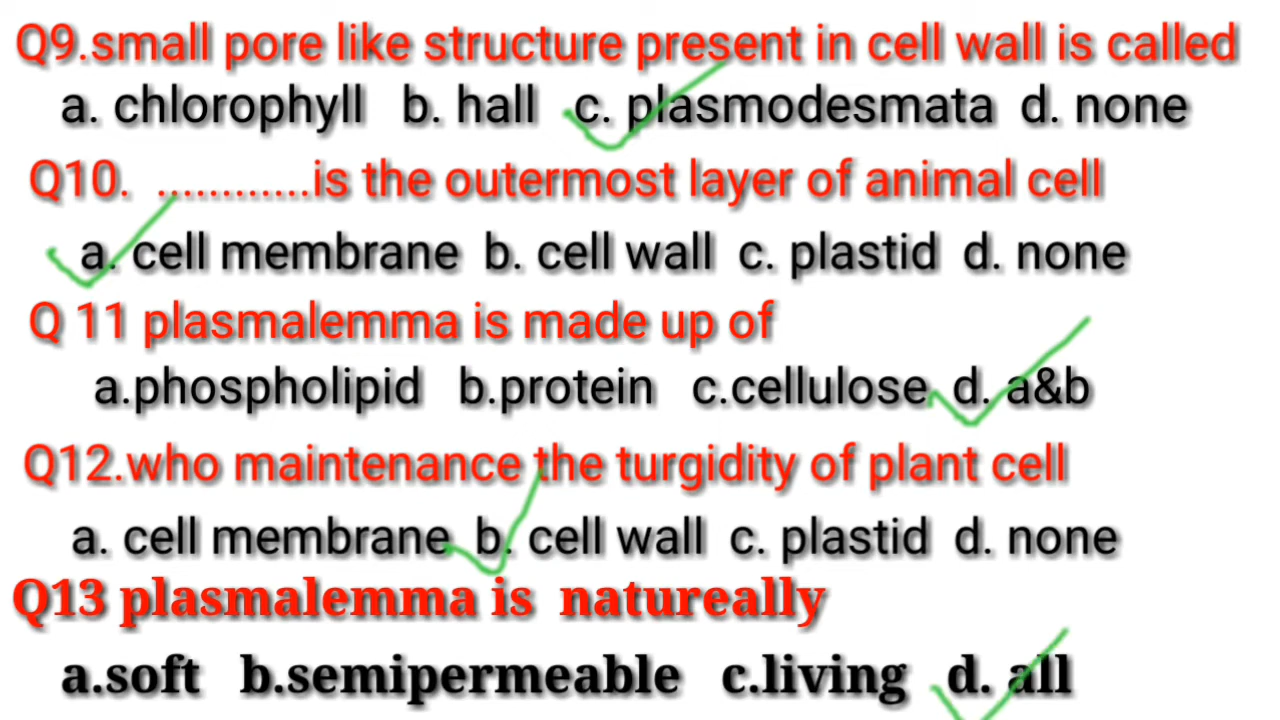 Q9.small pore like structure present in cell wall is called
a. chlorophyll b. hall c. plasmodesmata d. none
Q10. ............is the outermost layer of animal cell
a. cell membrane b. cell wall c. plastid d. none
Q 11 plasmalemma is made up of
a.phospholipid b.protein c.cellulose d. a&b
Q12.who maintenance the turgidity of plant cell
a. cell membrane b. cell wall c. plastid d. none
Q13 plasmalemma is natureally
a.soft b.semipermeable c.living d. all